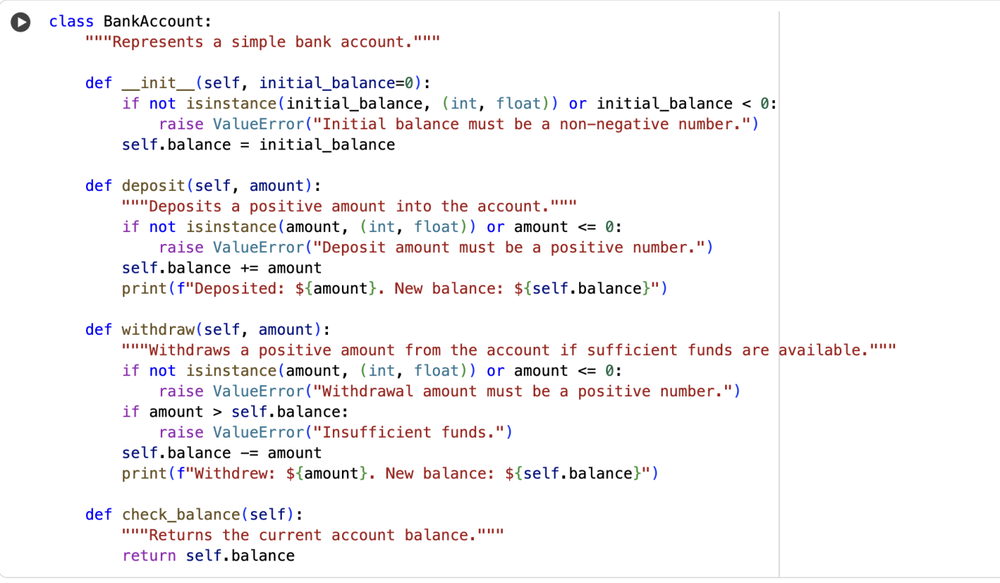 class BankAccount:
    """Represents a simple bank account."""

    def __init__(self, initial_balance=0):
        if not isinstance(initial_balance, (int, float)) or initial_balance < 0:
            raise ValueError("Initial balance must be a non-negative number.")
        self.balance = initial_balance

    def deposit(self, amount):
        """Deposits a positive amount into the account."""
        if not isinstance(amount, (int, float)) or amount <= 0:
            raise ValueError("Deposit amount must be a positive number.")
        self.balance += amount
        print(f"Deposited: ${amount}. New balance: ${self.balance}")

    def withdraw(self, amount):
        """Withdraws a positive amount from the account if sufficient funds are available."""
        if not isinstance(amount, (int, float)) or amount <= 0:
            raise ValueError("Withdrawal amount must be a positive number.")
        if amount > self.balance:
            raise ValueError("Insufficient funds.")
        self.balance -= amount
        print(f"Withdrew: ${amount}. New balance: ${self.balance}")

    def check_balance(self):
        """Returns the current account balance."""
        return self.balance